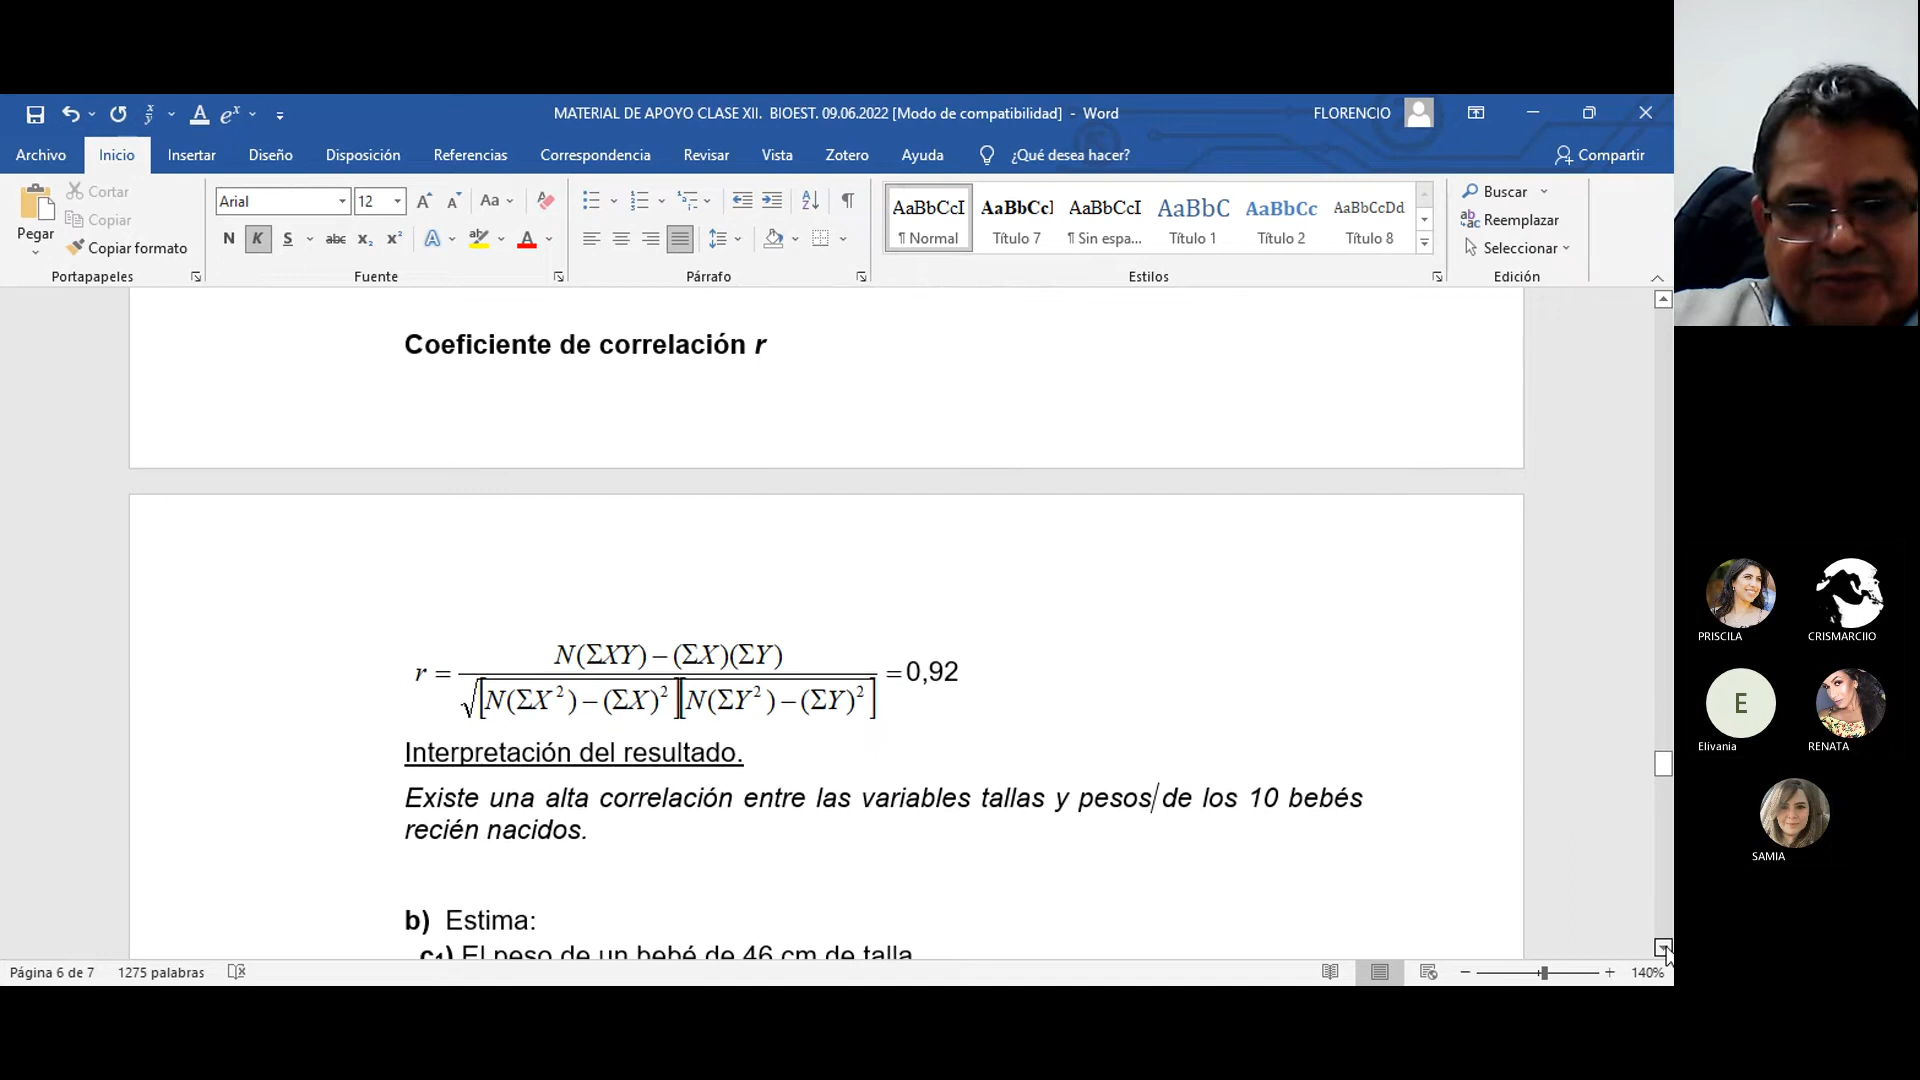 MATERIAL DE APOYO CLASE XII. BIOEST. 09.06.2022 [Modo de compatibilidad] - Word
FLORENCIO
Archivo Inicio Insertar Diseño Disposición Referencias Correspondencia Revisar Vista Zotero Ayuda ¿Qué desea hacer? Compartir
Pegar
Cortar
Copiar
Copiar formato
Portapapeles
Arial 12
N K S abc x₂ x²
Fuente
Párrafo
AaBbCcI AaBbCcI AaBbCcI AaBbC AaBbCc AaBbCcDd
¶ Normal Título 7 ¶ Sin espa... Título 1 Título 2 Título 8
Estilos
Buscar
Reemplazar
Seleccionar
Edición
Coeficiente de correlación r
r = N(ΣXY) − (ΣX)(ΣY) / √[N(ΣX²) − (ΣX)²][N(ΣY²) − (ΣY)²] = 0,92
Interpretación del resultado.
Existe una alta correlación entre las variables tallas y pesos de los 10 bebés
recién nacidos.
b) Estima:
c₁) El peso de un bebé de 46 cm de talla
Página 6 de 7 1275 palabras 140%
PRISCILA
CRISMARCIIO
E
Elivania
RENATA
SAMIA